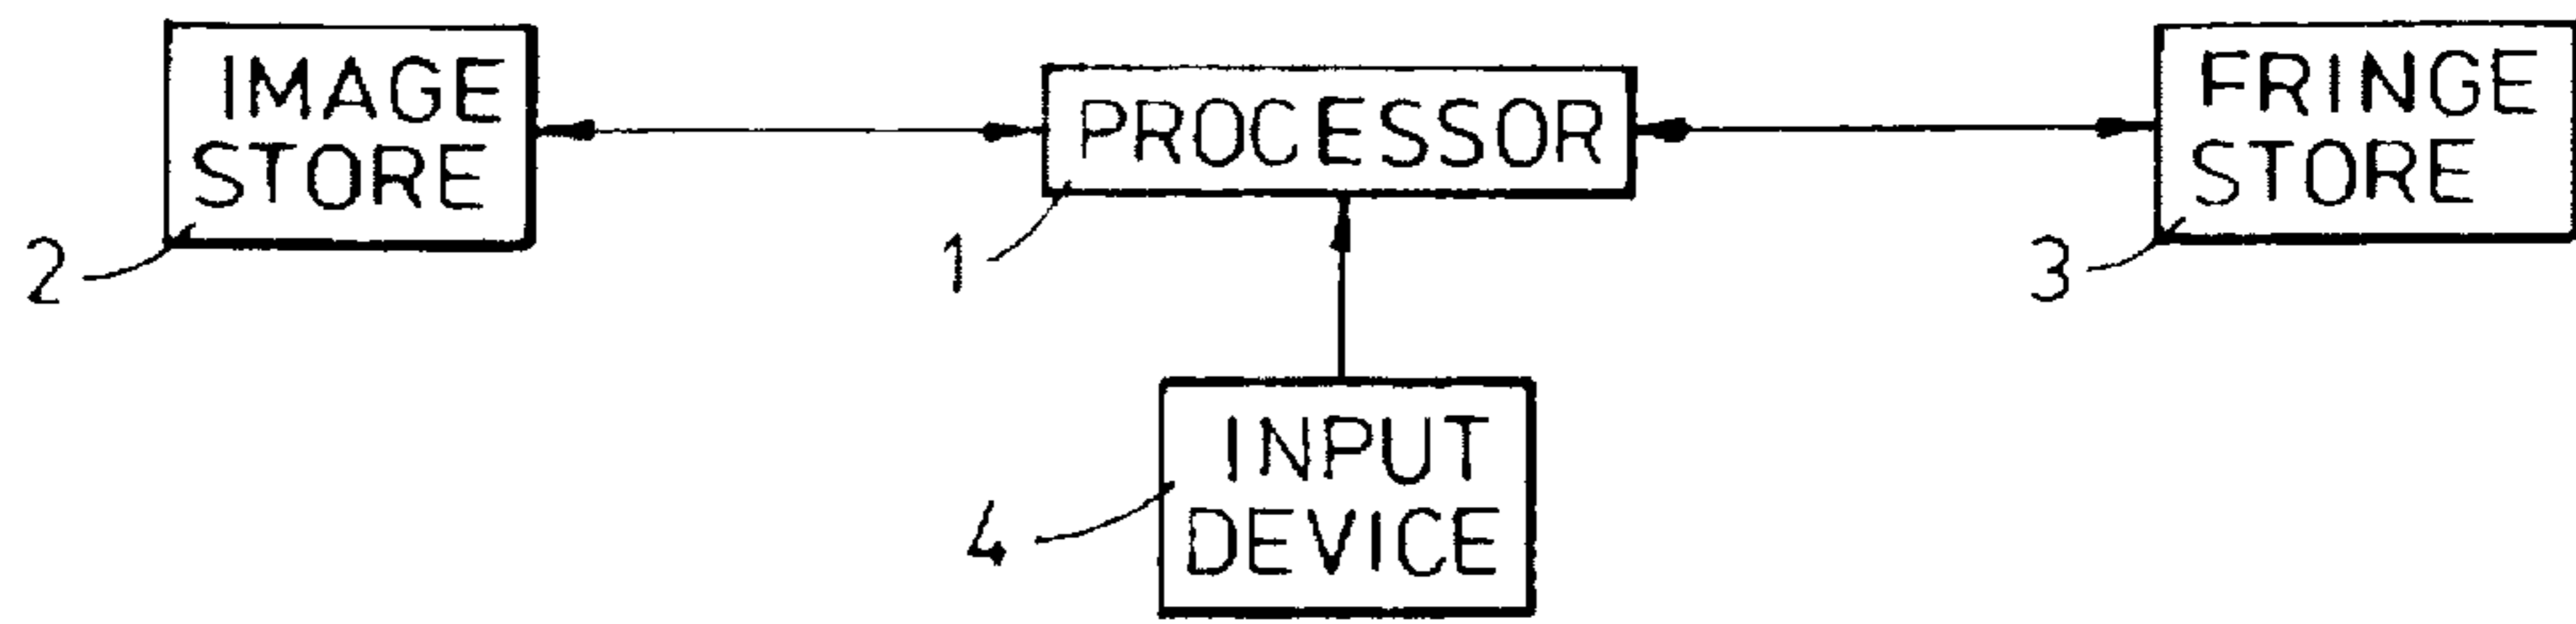 IMAGE
STORE
2
PROCESSOR
1
FRINGE
STORE
3
INPUT
DEVICE
4